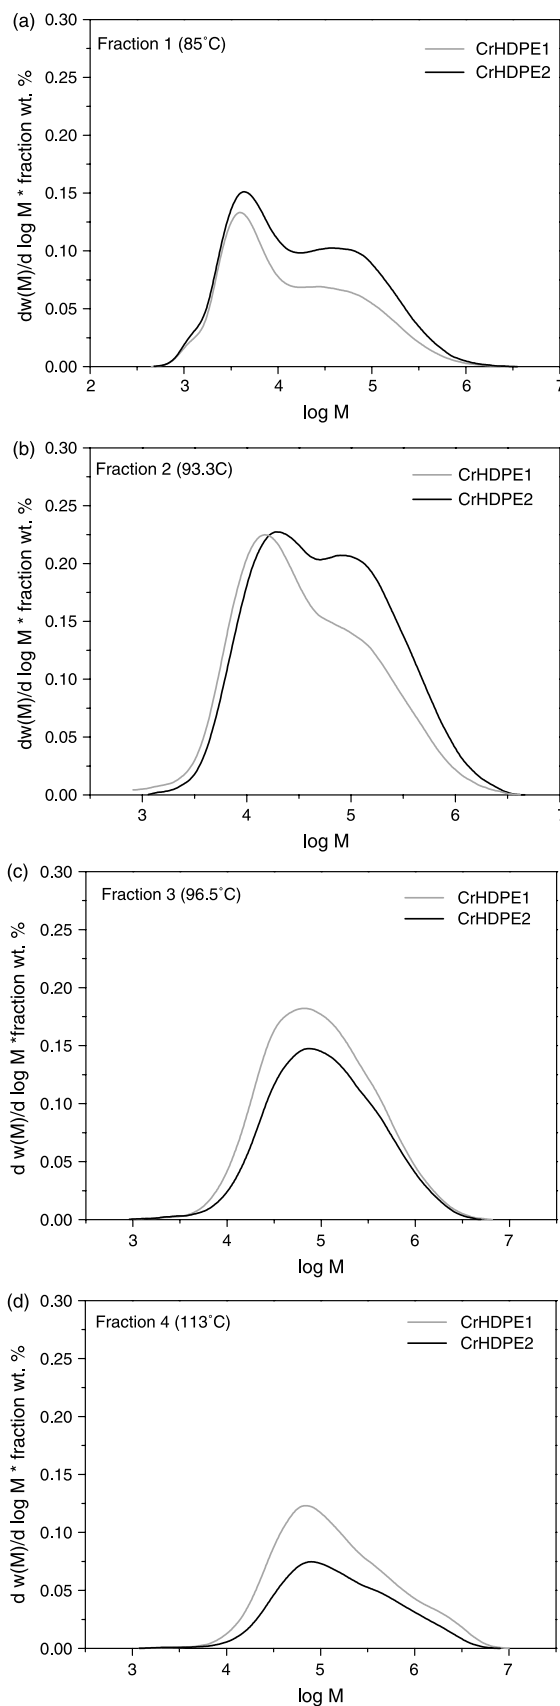 (a)
0.30
Fraction 1 (85˚C)
CrHDPE1
CrHDPE2
0.25
0.20
0.15
0.10
0.05
0.00
dw(M)/d log M * fraction wt. %
2 3 4 5 6 7
log M
(b)
0.30
Fraction 2 (93.3C)
CrHDPE1
CrHDPE2
0.25
0.20
0.15
0.10
0.05
0.00
dw(M)/d log M * fraction wt. %
3 4 5 6 7
log M
(c)
0.30
Fraction 3 (96.5˚C)
CrHDPE1
CrHDPE2
0.25
0.20
0.15
0.10
0.05
0.00
d w(M)/d log M *fraction wt. %
3 4 5 6 7
log M
(d)
0.30
Fraction 4 (113˚C)
CrHDPE1
CrHDPE2
0.25
0.20
0.15
0.10
0.05
0.00
d w(M)/d log M * fraction wt. %
3 4 5 6 7
log M